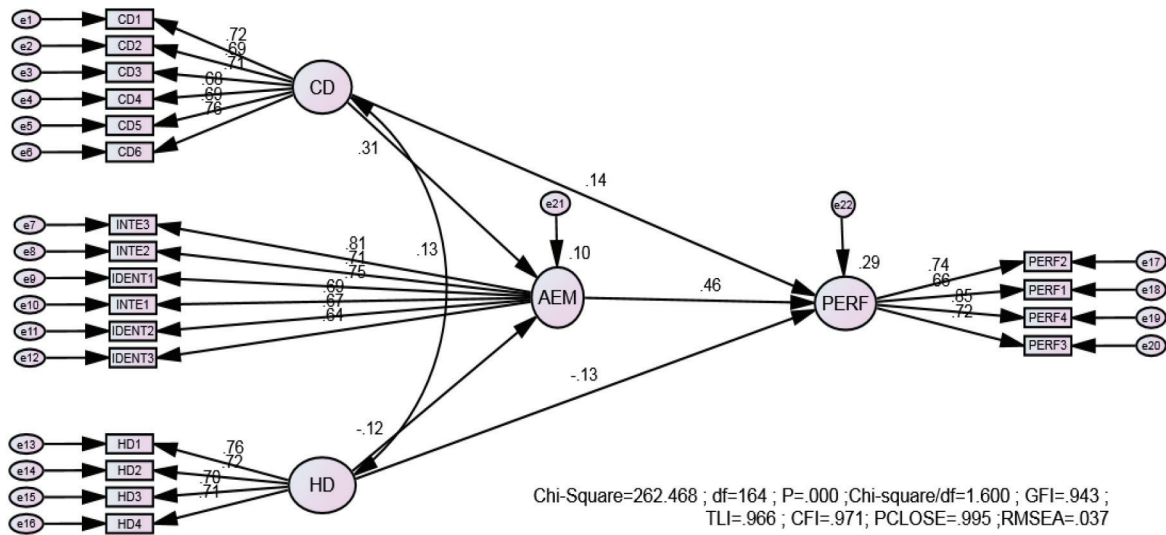 e1 CD1
e2 CD2
e3 CD3
e4 CD4
e5 CD5
e6 CD6
.72
.69
.71
.68
.69
.76
CD
.31
.14
.13
e7 INTE3
e8 INTE2
e9 IDENT1
e10 INTE1
e11 IDENT2
e12 IDENT3
.81
.71
.75
.69
.67
.64
e21
.10
AEM
.46
e22
.29
PERF
.74
.66
.85
.72
PERF2 e17
PERF1 e18
PERF4 e19
PERF3 e20
-.13
-.12
e13 HD1
e14 HD2
e15 HD3
e16 HD4
.76
.72
.70
.71
HD
Chi-Square=262.468 ; df=164 ; P=.000 ;Chi-square/df=1.600 ; GFI=.943 ;
TLI=.966 ; CFI=.971; PCLOSE=.995 ;RMSEA=.037